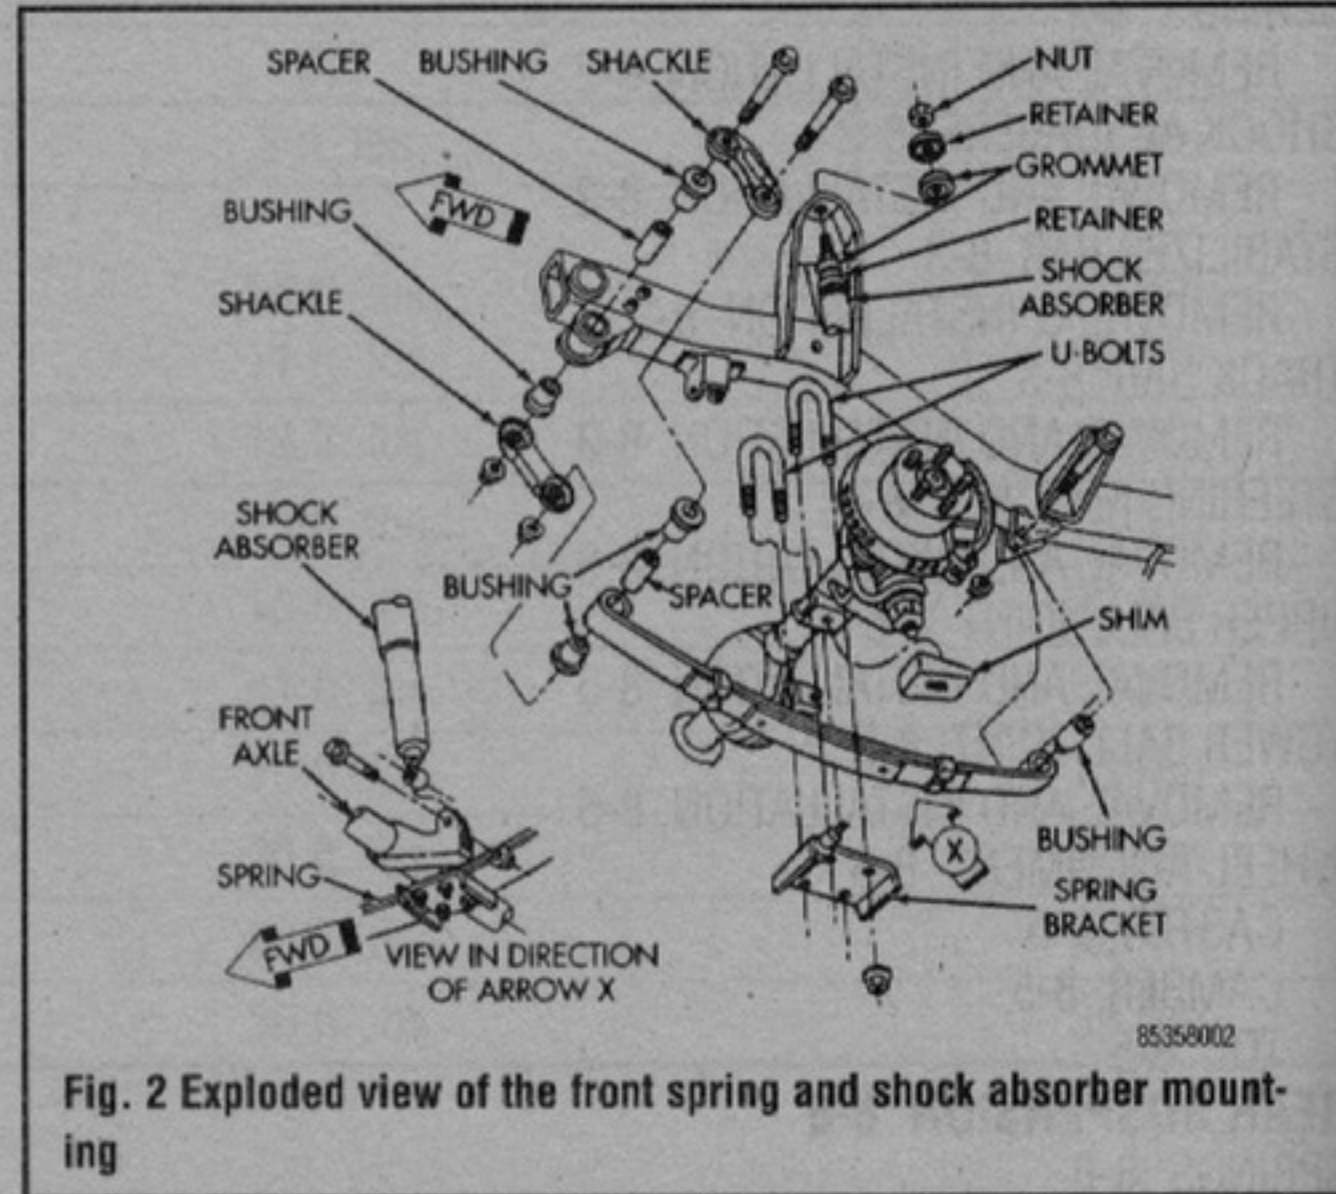 SPACER BUSHING SHACKLE
NUT
RETAINER
GROMMET
RETAINER
SHOCK
ABSORBER
U-BOLTS
BUSHING
FWD
SHACKLE
SHOCK
ABSORBER
BUSHING
SPACER
SHIM
FRONT
AXLE
SPRING
FWD
VIEW IN DIRECTION
OF ARROW X
X
BUSHING
SPRING
BRACKET
85358002
Fig. 2 Exploded view of the front spring and shock absorber mount-
ing